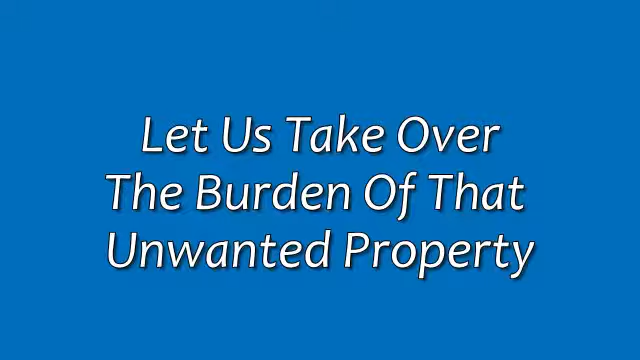 Let Us Take Over
The Burden Of That
Unwanted Property